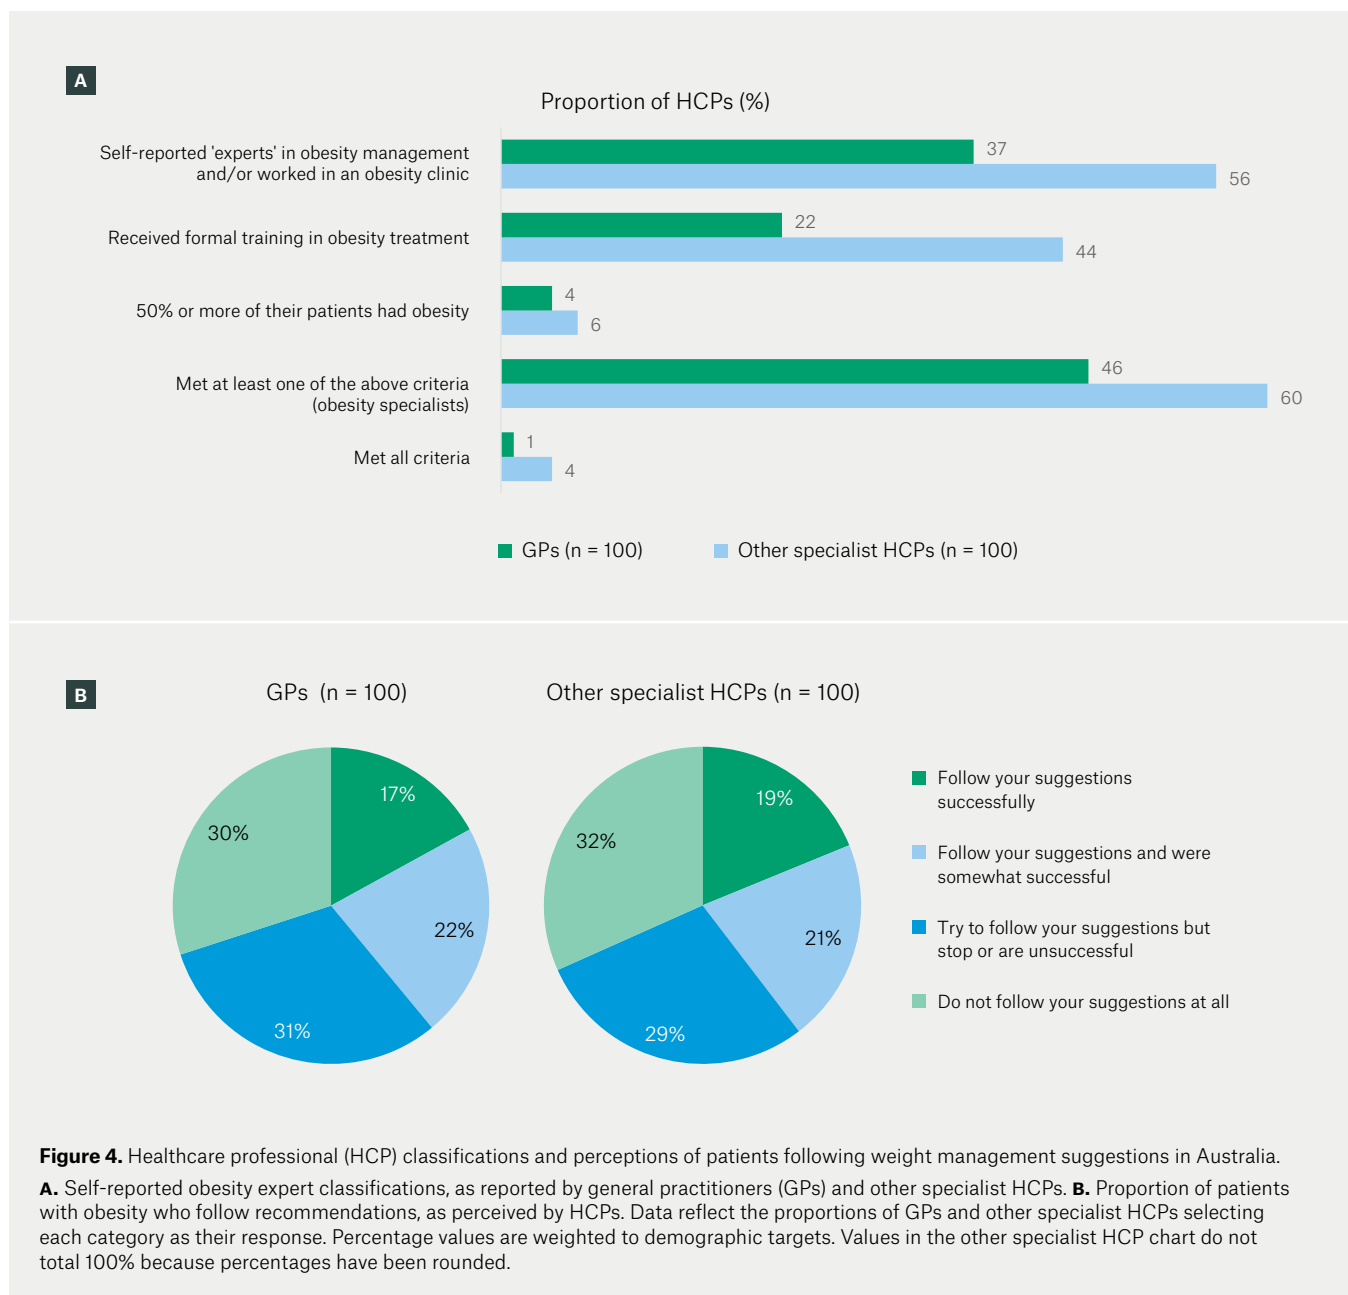 A
Proportion of HCPs (%)
Self-reported 'experts' in obesity management
and/or worked in an obesity clinic
37
56
Received formal training in obesity treatment
22
44
50% or more of their patients had obesity
4
6
Met at least one of the above criteria
(obesity specialists)
46
60
Met all criteria
1
4
GPs (n = 100)
Other specialist HCPs (n = 100)
B
GPs (n = 100)
17%
22%
31%
30%
Other specialist HCPs (n = 100)
19%
21%
29%
32%
Follow your suggestions
successfully
Follow your suggestions and were
somewhat successful
Try to follow your suggestions but
stop or are unsuccessful
Do not follow your suggestions at all
Figure 4. Healthcare professional (HCP) classifications and perceptions of patients following weight management suggestions in Australia.
A. Self-reported obesity expert classifications, as reported by general practitioners (GPs) and other specialist HCPs. B. Proportion of patients
with obesity who follow recommendations, as perceived by HCPs. Data reflect the proportions of GPs and other specialist HCPs selecting
each category as their response. Percentage values are weighted to demographic targets. Values in the other specialist HCP chart do not
total 100% because percentages have been rounded.